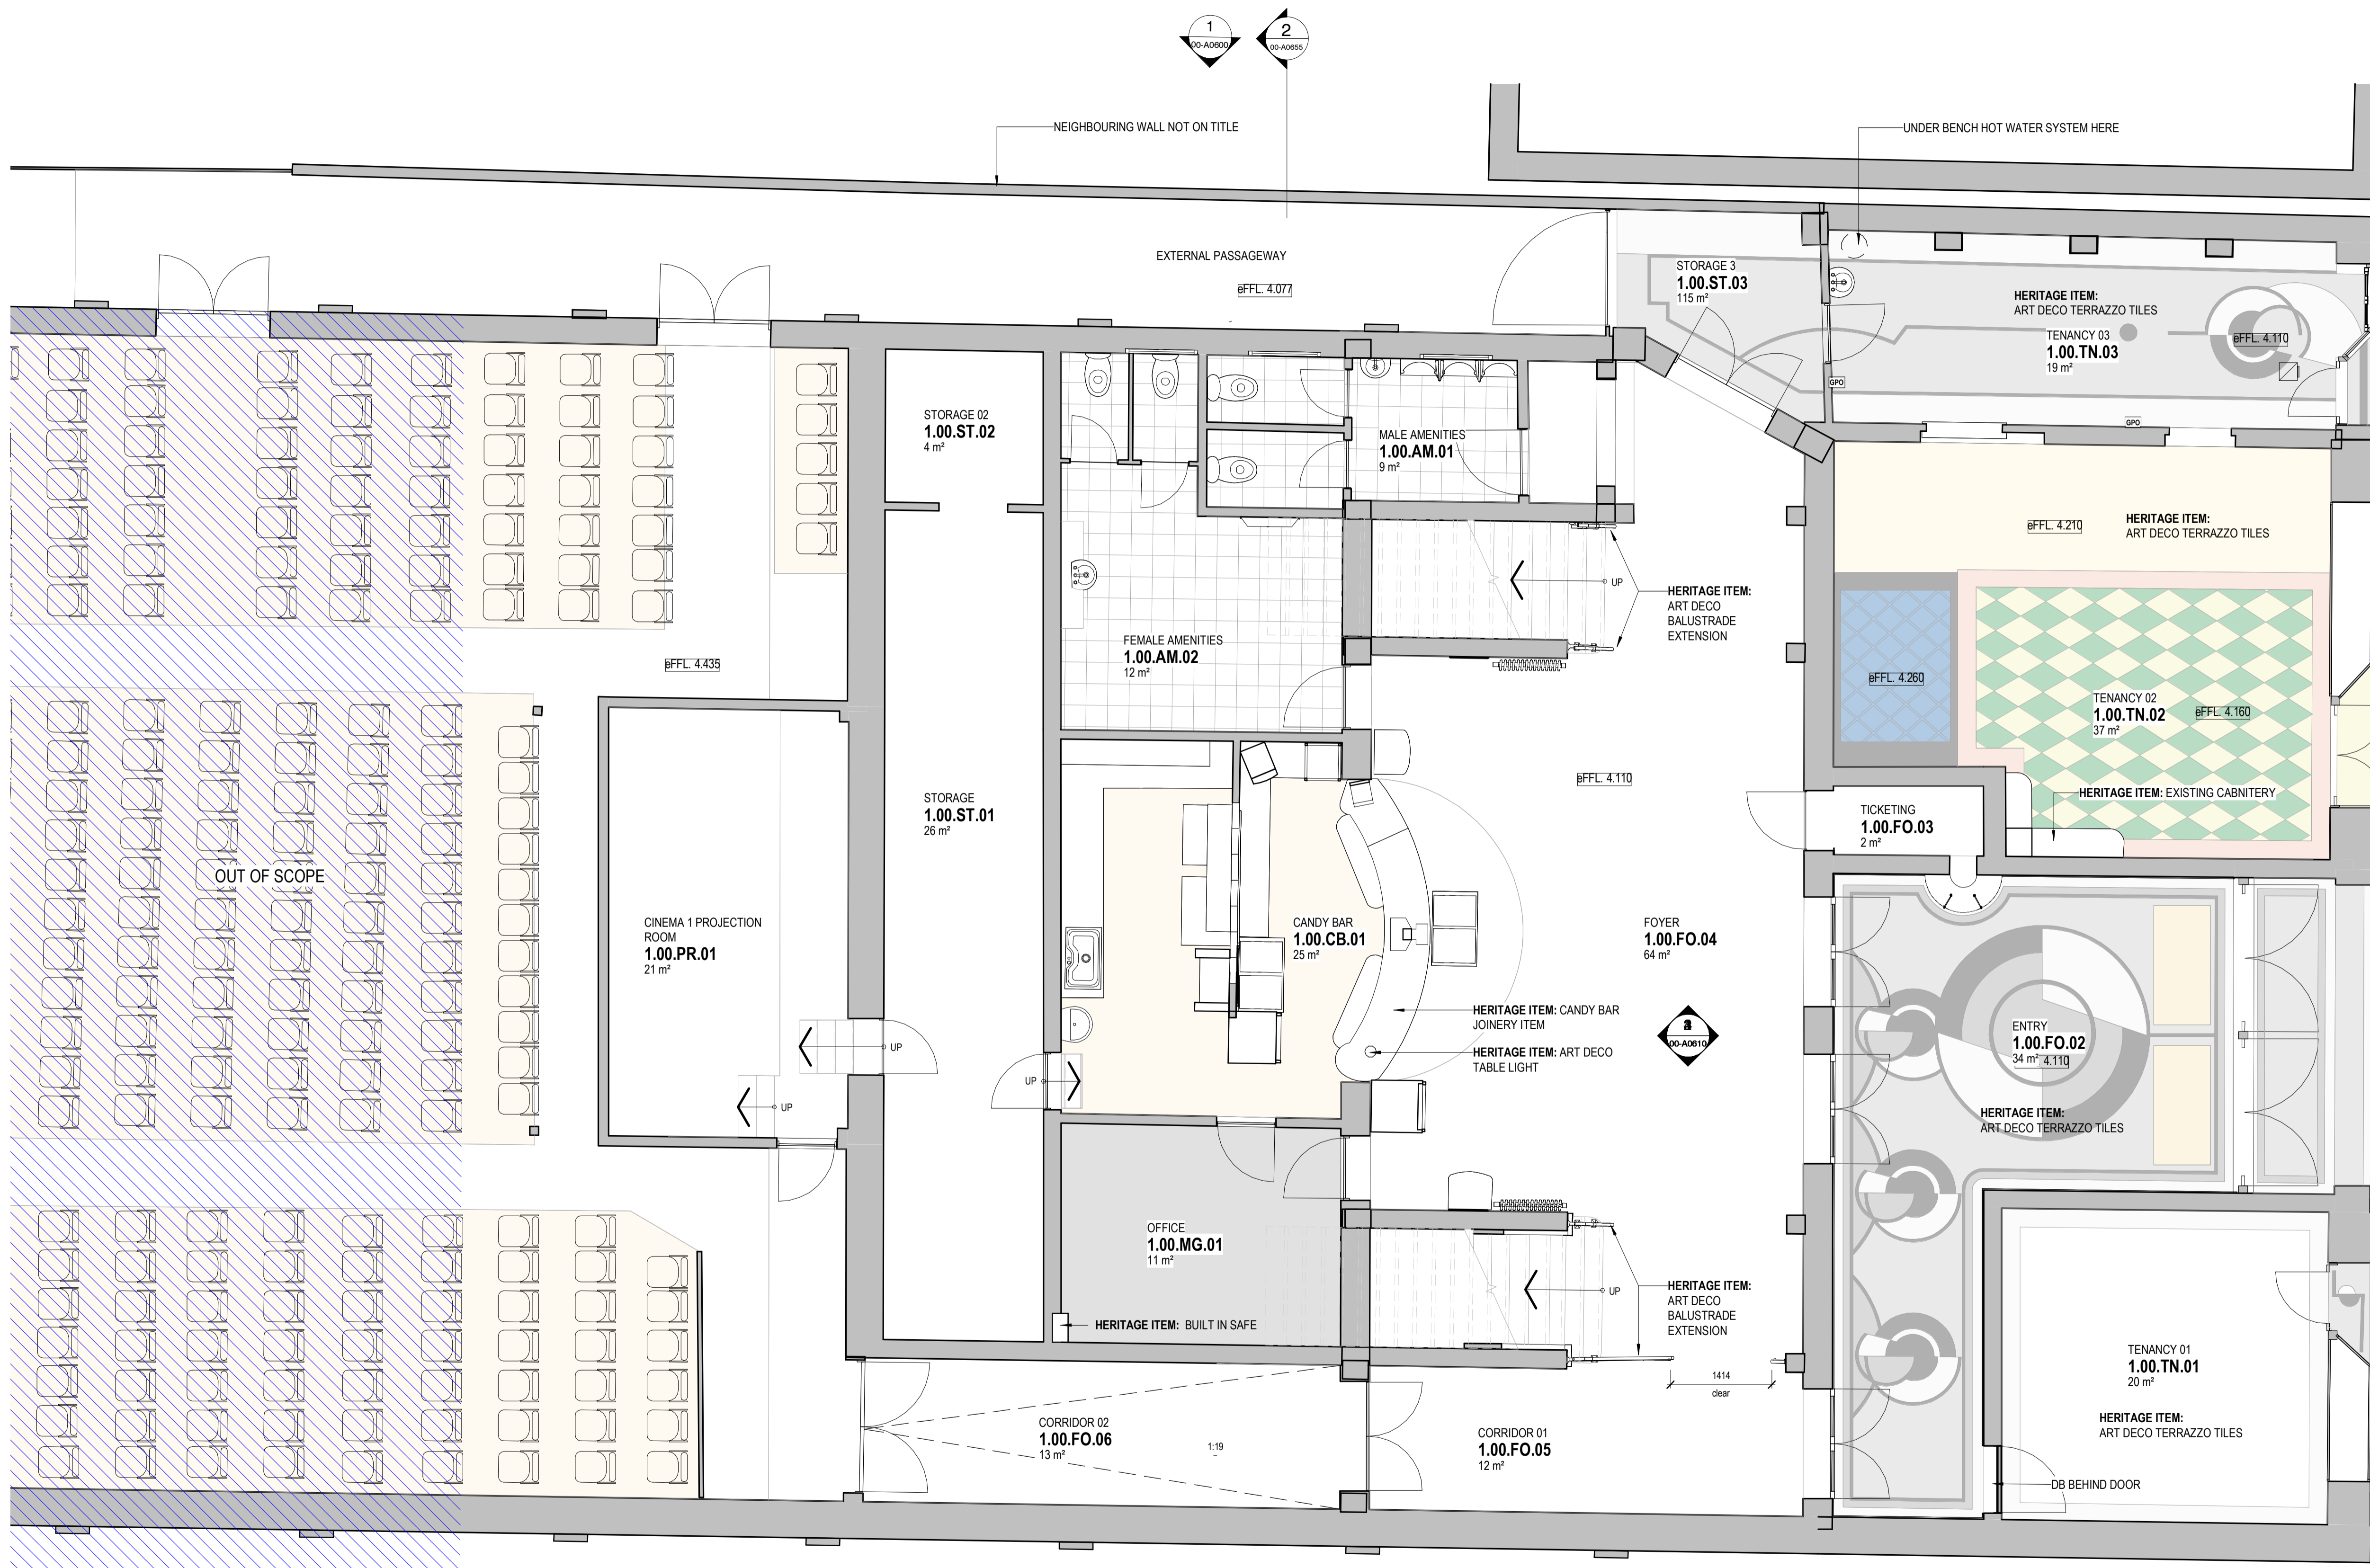 1
00-A0600
2
00-A0655
NEIGHBOURING WALL NOT ON TITLE
UNDER BENCH HOT WATER SYSTEM HERE
EXTERNAL PASSAGEWAY
eFFL. 4.077
STORAGE 3
1.00.ST.03
115 m²
HERITAGE ITEM:
ART DECO TERRAZZO TILES
TENANCY 03
1.00.TN.03
19 m²
eFFL. 4.110
GPO
GPO
STORAGE 02
1.00.ST.02
4 m²
MALE AMENITIES
1.00.AM.01
9 m²
eFFL. 4.210
HERITAGE ITEM:
ART DECO TERRAZZO TILES
UP
HERITAGE ITEM:
ART DECO
BALUSTRADE
EXTENSION
FEMALE AMENITIES
1.00.AM.02
12 m²
eFFL. 4.435
eFFL. 4.260
TENANCY 02
1.00.TN.02
37 m²
eFFL. 4.160
eFFL. 4.110
HERITAGE ITEM: EXISTING CABNITERY
STORAGE
1.00.ST.01
26 m²
TICKETING
1.00.FO.03
2 m²
OUT OF SCOPE
CINEMA 1 PROJECTION
ROOM
1.00.PR.01
21 m²
CANDY BAR
1.00.CB.01
25 m²
FOYER
1.00.FO.04
64 m²
HERITAGE ITEM: CANDY BAR
JOINERY ITEM
00-A0610
ENTRY
1.00.FO.02
34 m²
4.110
UP
HERITAGE ITEM: ART DECO
TABLE LIGHT
UP
UP
HERITAGE ITEM:
ART DECO TERRAZZO TILES
OFFICE
1.00.MG.01
11 m²
UP
HERITAGE ITEM:
ART DECO
BALUSTRADE
EXTENSION
HERITAGE ITEM: BUILT IN SAFE
TENANCY 01
1.00.TN.01
20 m²
1414
clear
CORRIDOR 02
1.00.FO.06
13 m²
1:19
CORRIDOR 01
1.00.FO.05
12 m²
HERITAGE ITEM:
ART DECO TERRAZZO TILES
DB BEHIND DOOR